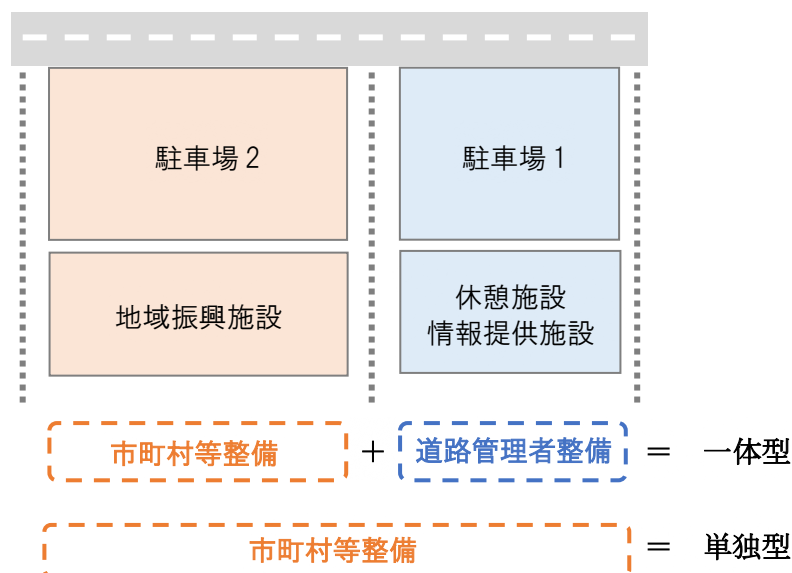 駐車場２
駐車場１
地域振興施設
休憩施設
情報提供施設
市町村等整備 ＋ 道路管理者整備 ＝ 一体型
市町村等整備 ＝ 単独型